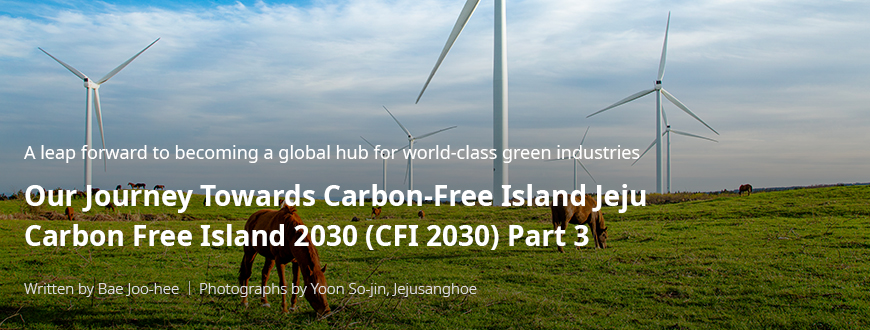 A leap forward to becoming a global hub for world-class green industries
Our Journey Towards Carbon-Free Island Jeju
Carbon Free Island 2030 (CFI 2030) Part 3
Written by Bae Joo-hee | Photographs by Yoon So-jin, Jejusanghoe